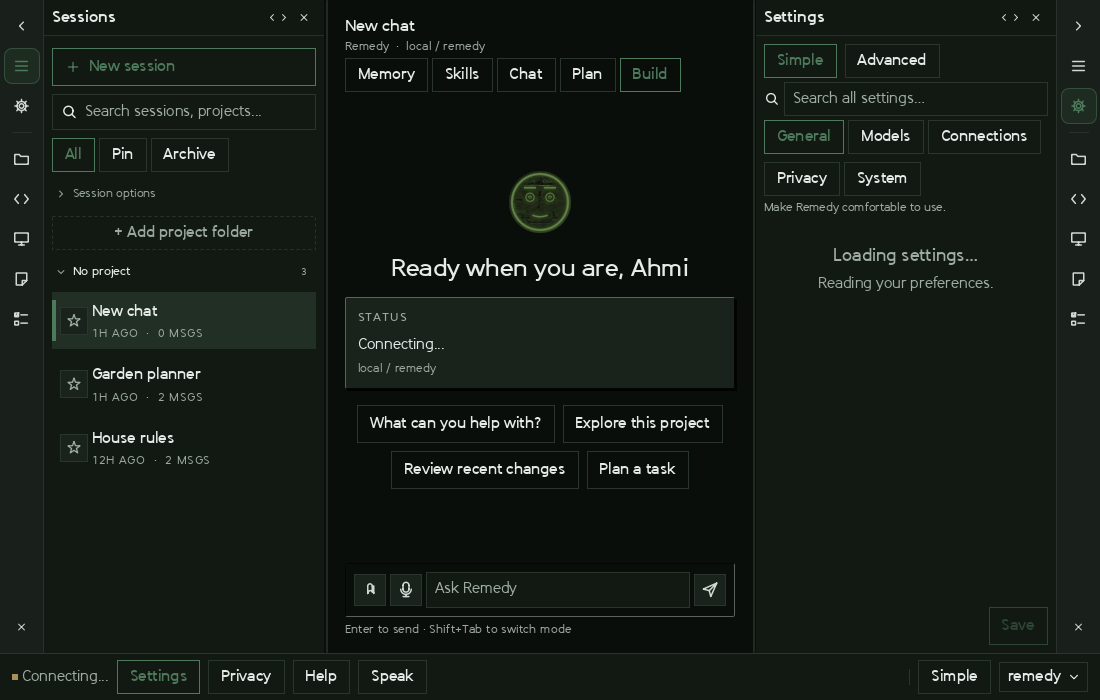 Sessions
New session
Search sessions, projects...
All
Pin
Archive
Session options
+ Add project folder
No project
3
New chat
1H AGO · 0 MSGS
Garden planner
1H AGO · 2 MSGS
House rules
12H AGO · 2 MSGS
New chat
Remedy · local / remedy
Memory
Skills
Chat
Plan
Build
Ready when you are, Ahmi
STATUS
Connecting...
local / remedy
What can you help with?
Explore this project
Review recent changes
Plan a task
Ask Remedy
Enter to send · Shift+Tab to switch mode
Settings
Simple
Advanced
Search all settings...
General
Models
Connections
Privacy
System
Make Remedy comfortable to use.
Loading settings...
Reading your preferences.
Save
Connecting...
Settings
Privacy
Help
Speak
Simple
remedy